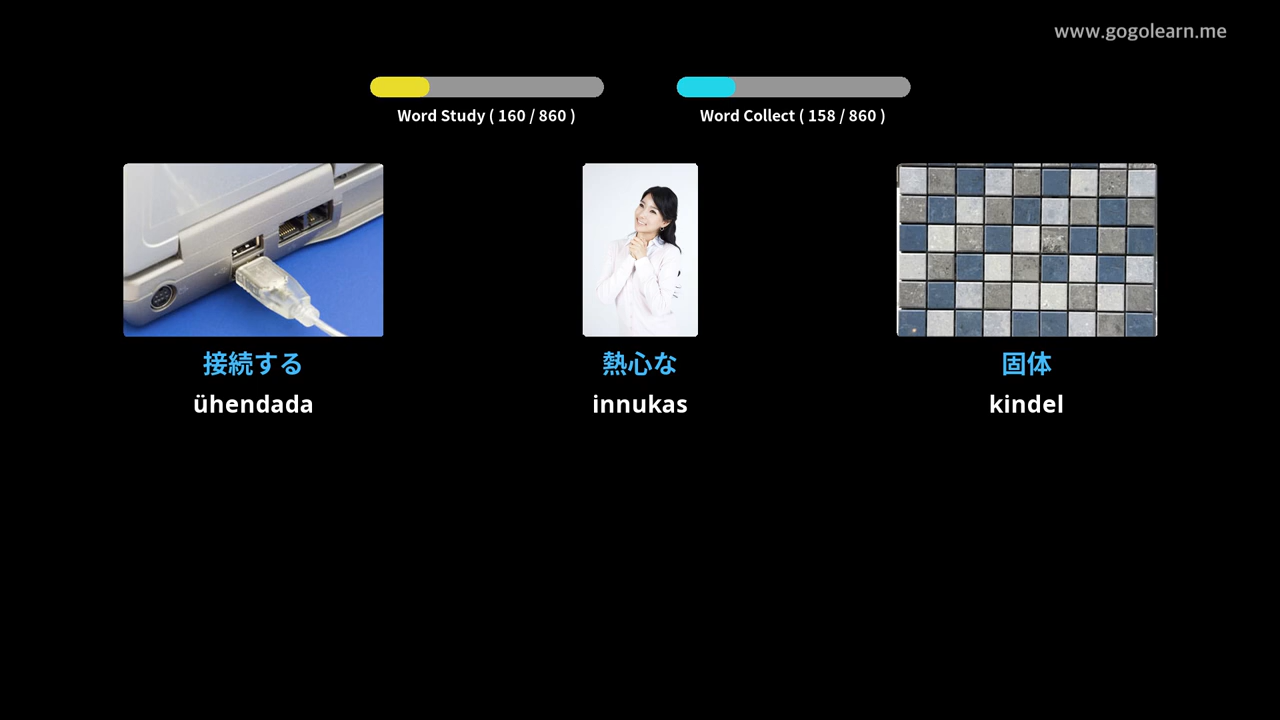 www.gogolearn.me
Word Study ( 160 / 860 )
Word Collect ( 158 / 860 )
接続する
ühendada
熱心な
innukas
固体
kindel